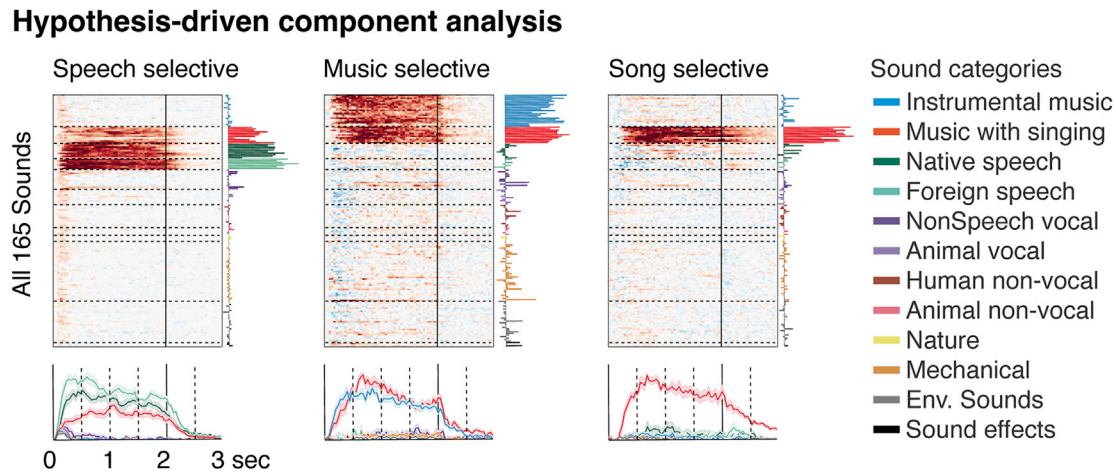 Hypothesis-driven component analysis
Speech selective
Music selective
Song selective
All 165 Sounds
0 1 2 3 sec
Sound categories
Instrumental music
Music with singing
Native speech
Foreign speech
NonSpeech vocal
Animal vocal
Human non-vocal
Animal non-vocal
Nature
Mechanical
Env. Sounds
Sound effects